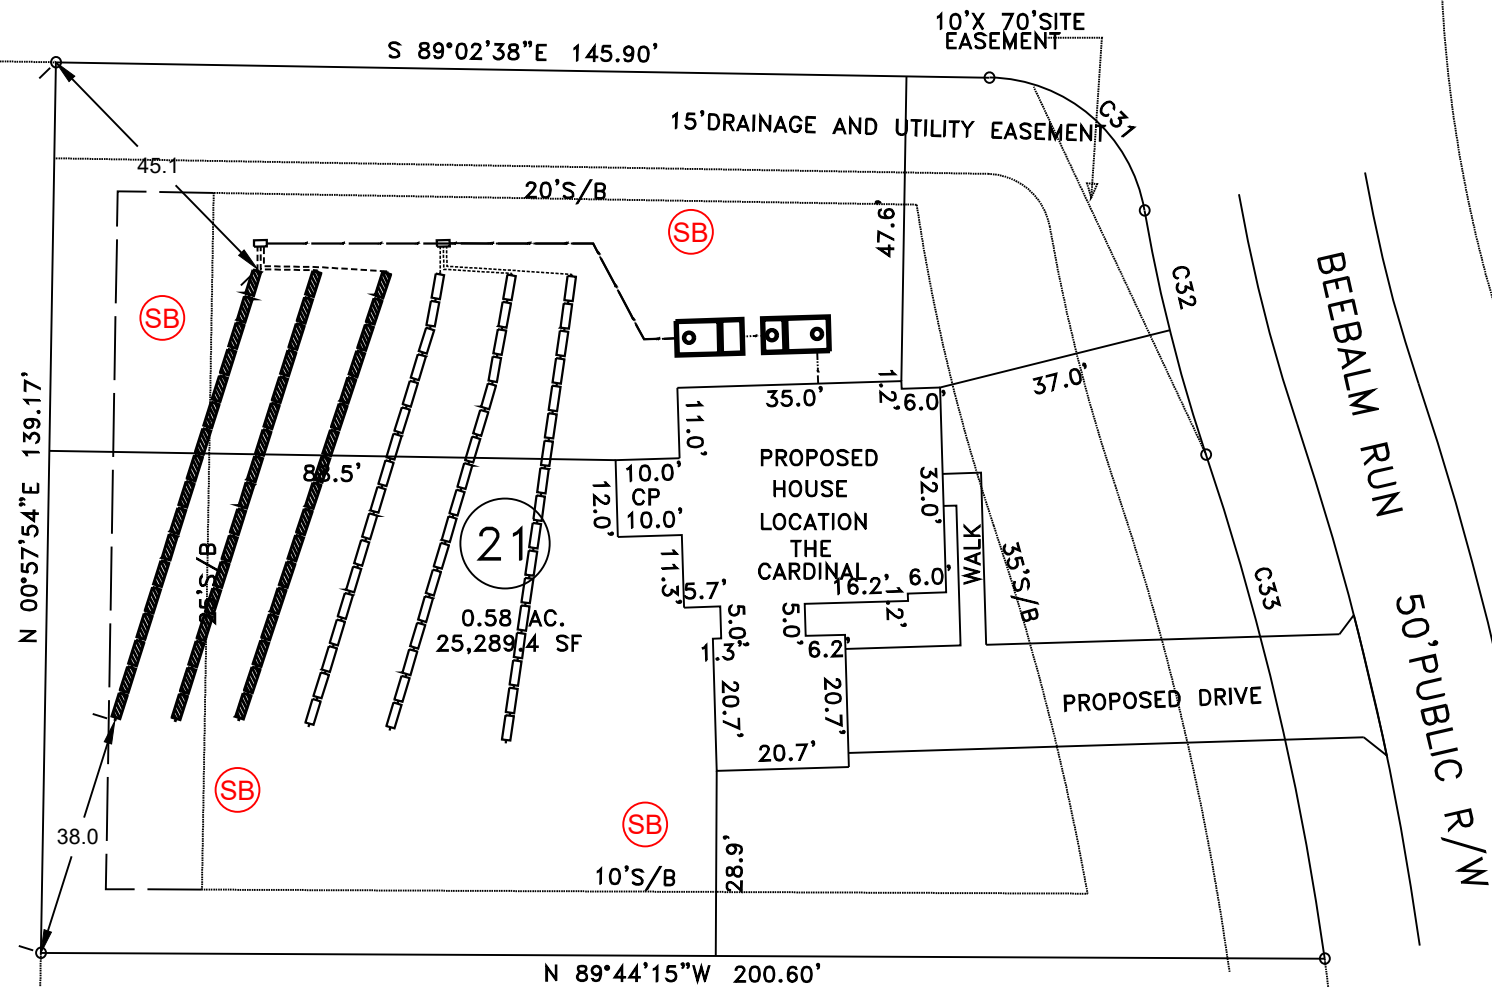 10'X 70'SITE
EASEMENT
S 89°02'38"E 145.90'
C31
15'DRAINAGE AND UTILITY EASEMENT
45.1
20'S/B
47.6'
SB
C32
SB
BEEBALM RUN
N 00°57'54"E 139.17'
37.0'
35.0'
1.2'
6.0'
11.0'
PROPOSED
HOUSE
LOCATION
THE
CARDINAL
10.0'
CP
10.0'
12.0'
32.0'
WALK
35'S/B
21
11.3'
5.7'
16.2'
6.0'
1.2'
C33
0.58 AC.
25,289.4 SF
5.0'
5.0'
1.3'
6.2'
50'PUBLIC R/W
20.7'
20.7'
PROPOSED DRIVE
20.7'
SB
SB
38.0
10'S/B
28.9'
N 89°44'15"W 200.60'